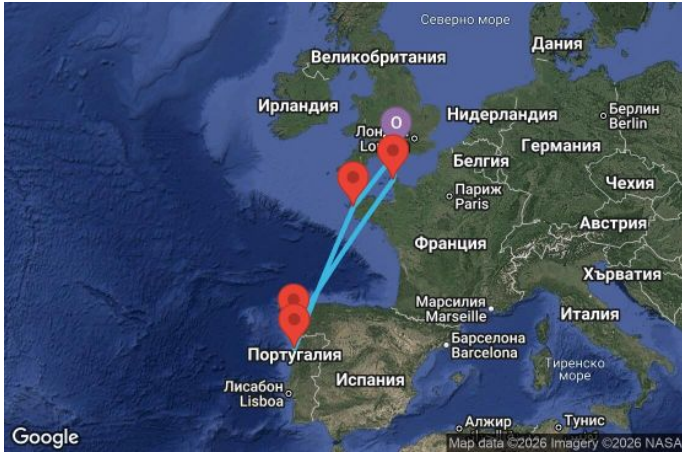 Северно море
Дания
Великобритания
Ирландия
Нидерландия
Берлин
Berlin
O
Лон
Lo
Германия
Белгия
Чехия
Париж
Paris
Австрия
Франция
Хърватия
Марсилия
Marseille
Италия
Барселона
Barcelona
Португалия
Тиренско
море
Испания
Лисабон
Lisboa
Алжир
Тунис
Google
Map data ©2026 Imagery ©2026 NASA